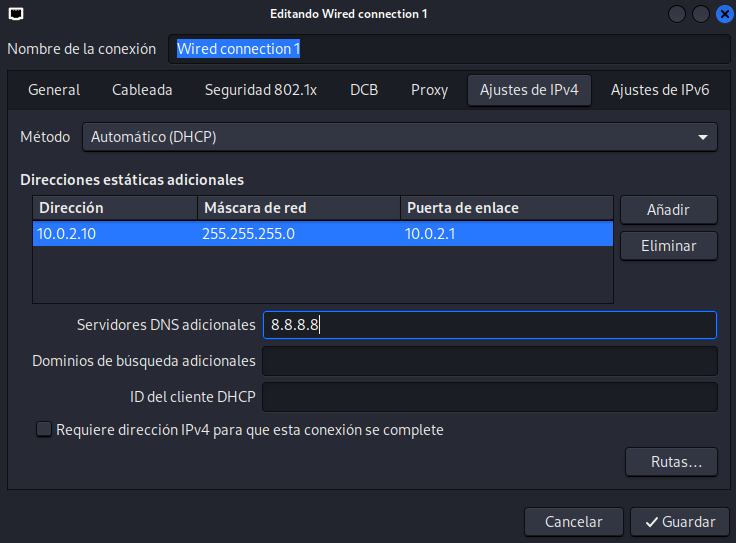 Editando Wired connection 1
Nombre de la conexión Wired connection 1
General Cableada Seguridad 802.1x DCB Proxy Ajustes de IPv4 Ajustes de IPv6
Método Automático (DHCP)
Direcciones estáticas adicionales
Dirección Máscara de red Puerta de enlace
10.0.2.10 255.255.255.0 10.0.2.1
Añadir
Eliminar
Servidores DNS adicionales 8.8.8.8
Dominios de búsqueda adicionales
ID del cliente DHCP
Requiere dirección IPv4 para que esta conexión se complete
Rutas...
Cancelar Guardar